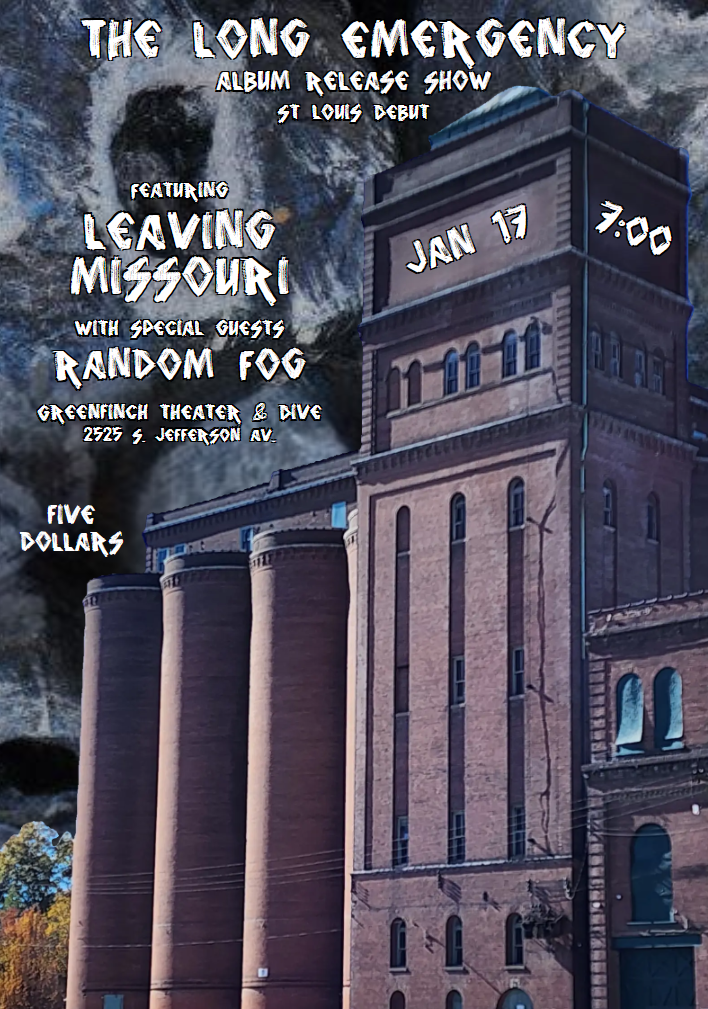 THE LONG EMERGENCY
ALBUM RELEASE SHOW
ST LOUIS DEBUT
FEATURING
LEAVING
MISSOURI
WITH SPECIAL GUESTS
RANDOM FOG
GREENFINCH THEATER & DIVE
2525 S. JEFFERSON AV.
JAN 17
7:00
FIVE
DOLLARS